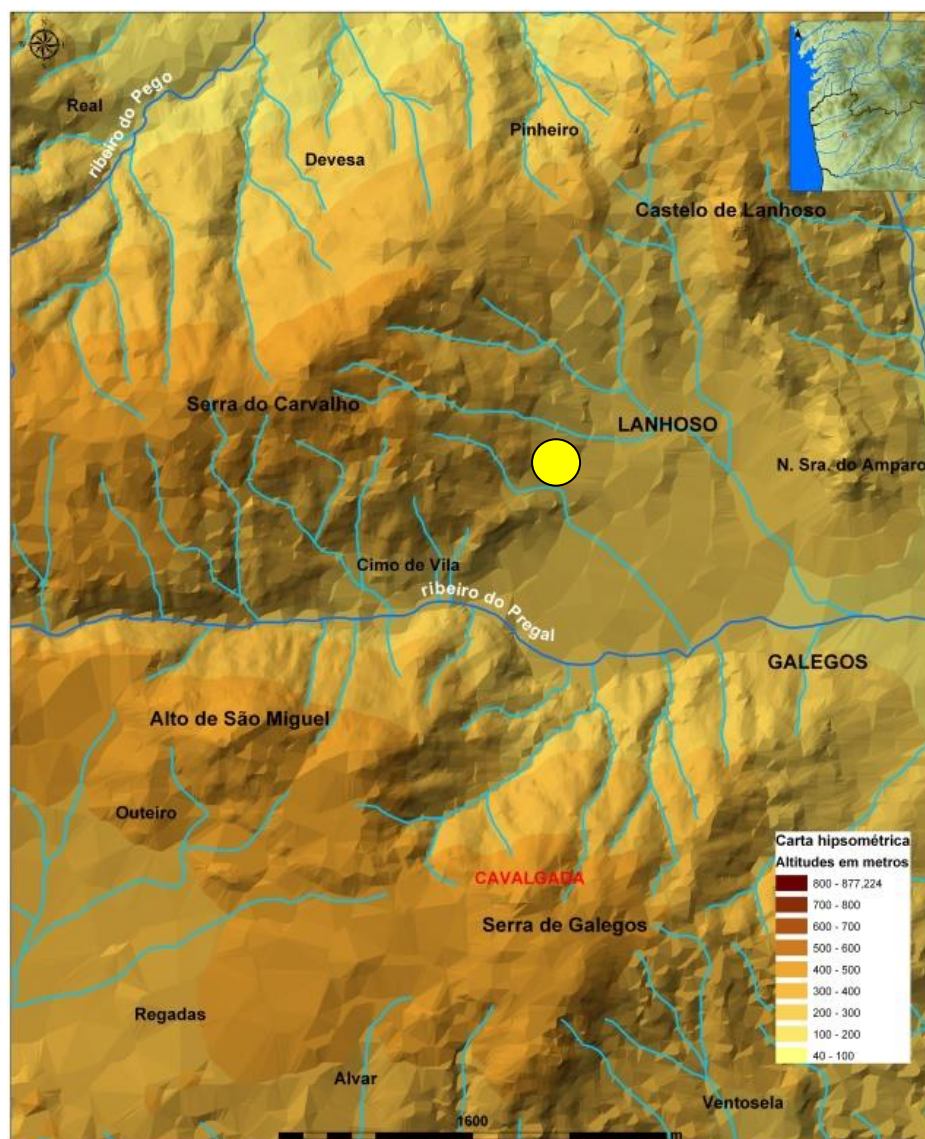 Real
ribeiro do Pego
Devesa
Pinheiro
Castelo de Lanhoso
Serra do Carvalho
LANHOSO
N. Sra. do Amparo
Cimo de Vila
ribeiro do Pregal
GALEGOS
Alto de São Miguel
Outeiro
CAVALGADA
Serra de Galegos
Regadas
Alvar
Ventosela
Carta hipsométrica
Altitudes em metros
800 - 877,224
700 - 800
600 - 700
500 - 600
400 - 500
300 - 400
200 - 300
100 - 200
40 - 100
1600
m